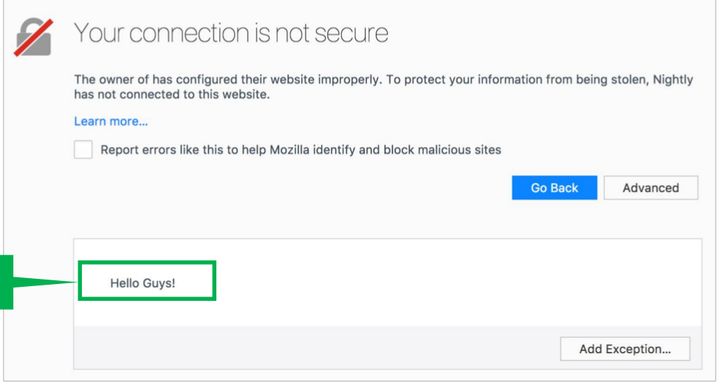 Your connection is not secure
The owner of has configured their website improperly. To protect your information from being stolen, Nightly
has not connected to this website.
Learn more...
Report errors like this to help Mozilla identify and block malicious sites
Go Back
Advanced
Hello Guys!
Add Exception...